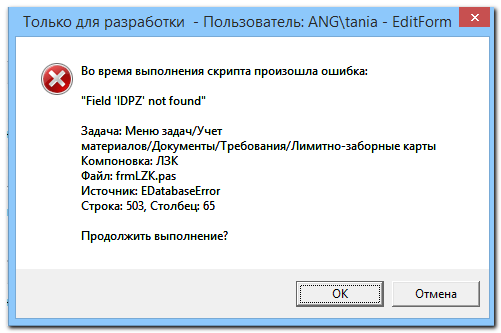 Только для разработки - Пользователь: ANG\tania - EditForm
Во время выполнения скрипта произошла ошибка:
"Field 'IDPZ' not found"
Задача: Меню задач/Учет
материалов/Документы/Требования/Лимитно-заборные карты
Компоновка: ЛЗК
Файл: frmLZK.pas
Источник: EDatabaseError
Строка: 503, Столбец: 65
Продолжить выполнение?
OK
Отмена